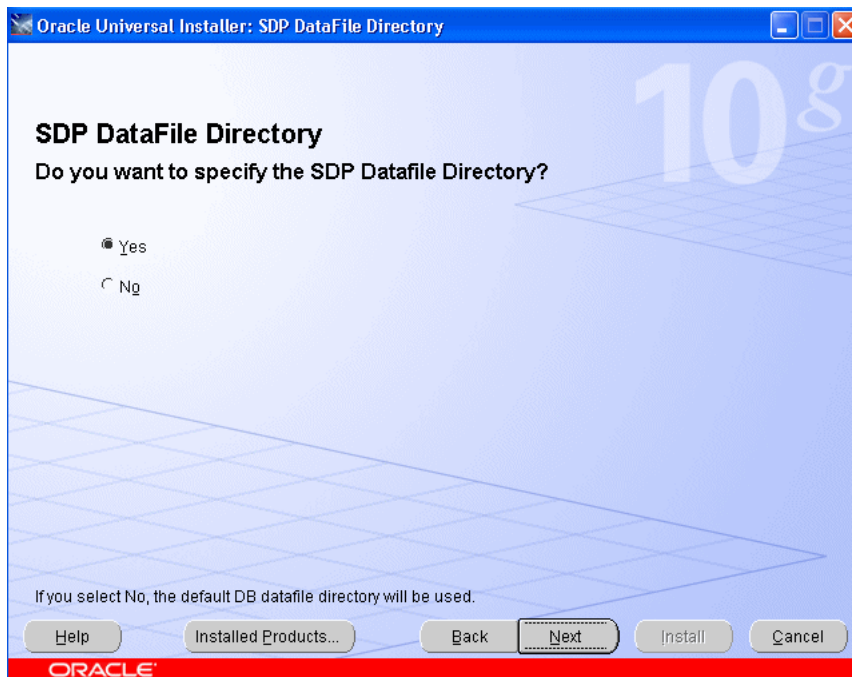 Oracle Universal Installer: SDP DataFile Directory
10g
SDP DataFile Directory
Do you want to specify the SDP Datafile Directory?
Yes
No
If you select No, the default DB datafile directory will be used.
Help Installed Products... Back Next Install Cancel
ORACLE